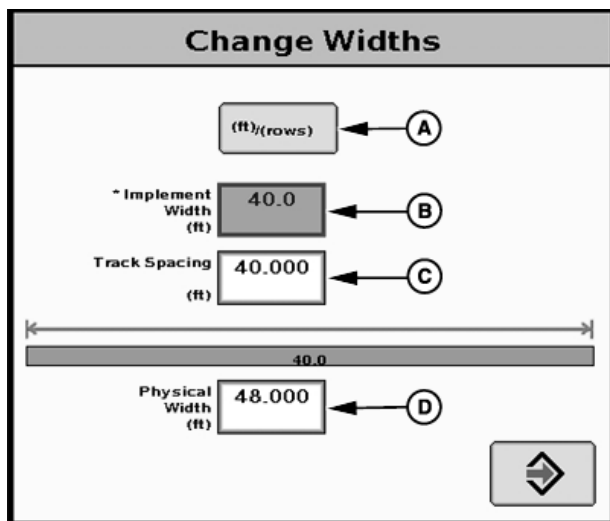 Change Widths
(ft)/(rows)
A
* Implement
Width
(ft)
40.0
B
Track Spacing
(ft)
40.000
C
40.0
Physical
Width
(ft)
48.000
D